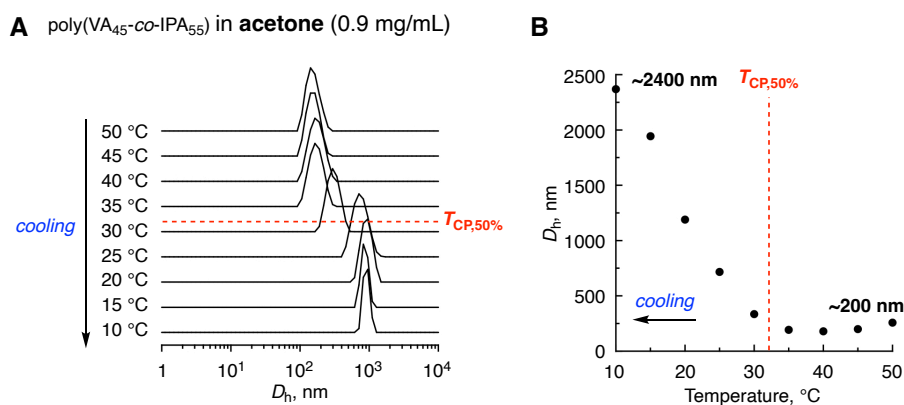 A poly(VA45-co-IPA55) in acetone (0.9 mg/mL)
50 °C
45 °C
40 °C
35 °C
30 °C
25 °C
20 °C
15 °C
10 °C
cooling
TCP,50%
1 10¹ 10² 10³ 10⁴
Dh, nm
B
TCP,50%
~2400 nm
~200 nm
cooling
2500
2000
1500
1000
500
0
Dh, nm
10 20 30 40 50
Temperature, °C